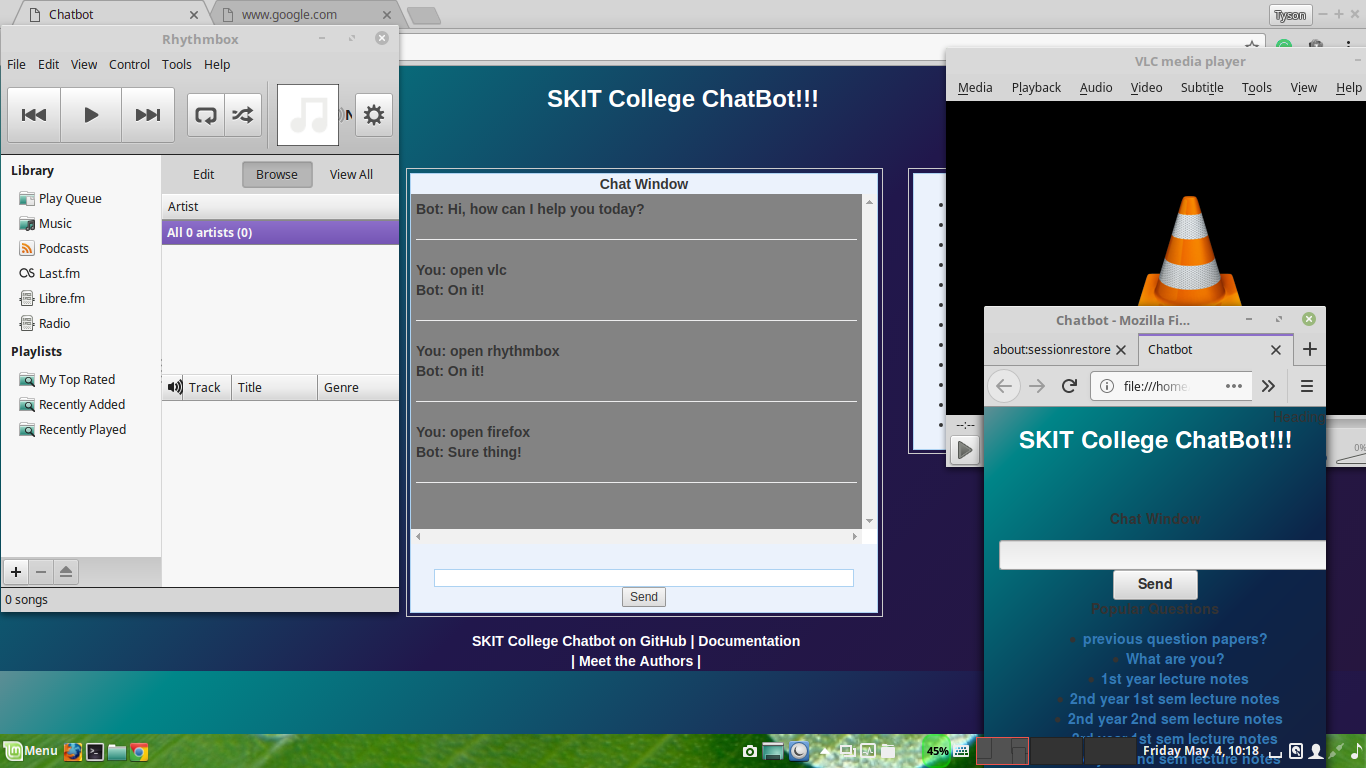 Chatbot
www.google.com
Tyson
Rhythmbox
File Edit View Control Tools Help
Library
Play Queue
Music
Podcasts
Last.fm
Libre.fm
Radio
Playlists
My Top Rated
Recently Added
Recently Played
Edit Browse View All
Artist
All 0 artists (0)
Track Title Genre
0 songs
SKIT College ChatBot!!!
Chat Window
Bot: Hi, how can I help you today?
You: open vlc
Bot: On it!
You: open rhythmbox
Bot: On it!
You: open firefox
Bot: Sure thing!
Send
SKIT College Chatbot on GitHub | Documentation
| Meet the Authors |
VLC media player
Media Playback Audio Video Subtitle Tools View Help
--:--
0%
Chatbot - Mozilla Fi...
about:sessionrestore
Chatbot
file:///home
Heading
SKIT College ChatBot!!!
Chat Window
Send
Popular Questions
previous question papers?
What are you?
1st year lecture notes
2nd year 1st sem lecture notes
2nd year 2nd sem lecture notes
3rd year 1st sem lecture notes
nd sem lecture notes
Menu
45%
Friday May 4, 10:18